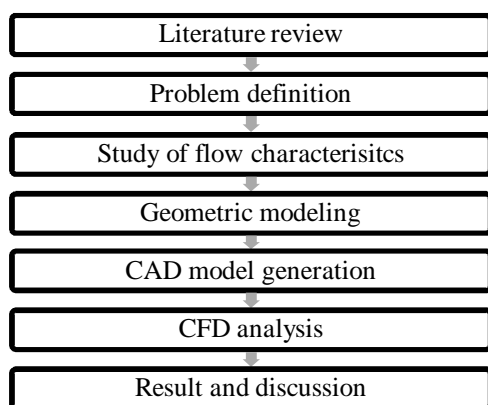 Literature review
Problem definition
Study of flow characterisitcs
Geometric modeling
CAD model generation
CFD analysis
Result and discussion